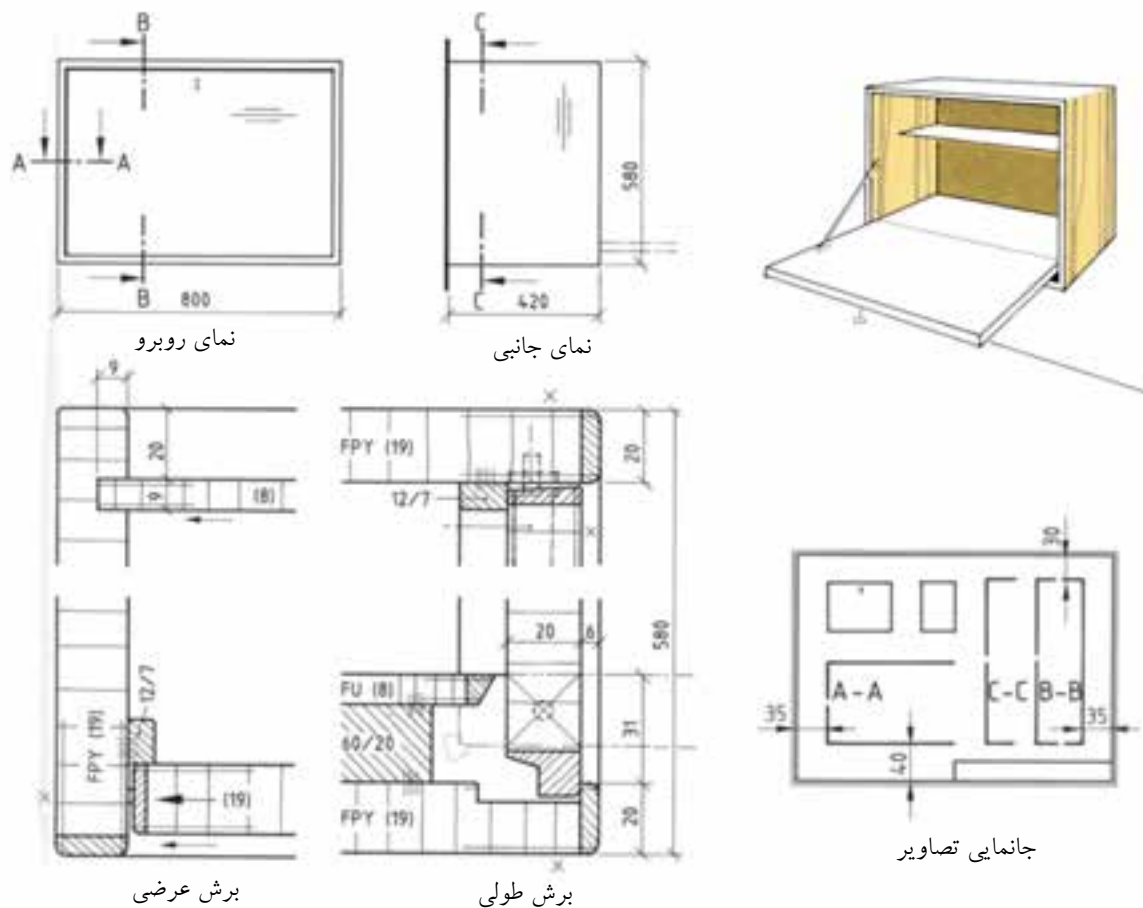 B
C
A
A
B
800
نمای روبرو
C
420
580
نمای جانبی
9
20
9
(8)
FPY (19)
12/7
20
12/7
FPY (19)
(19)
برش عرضی
FU (8)
60/20
FPY (19)
20
6
31
20
580
برش طولی
30
A-A
C-C
B-B
35
35
40
جانمایی تصاویر